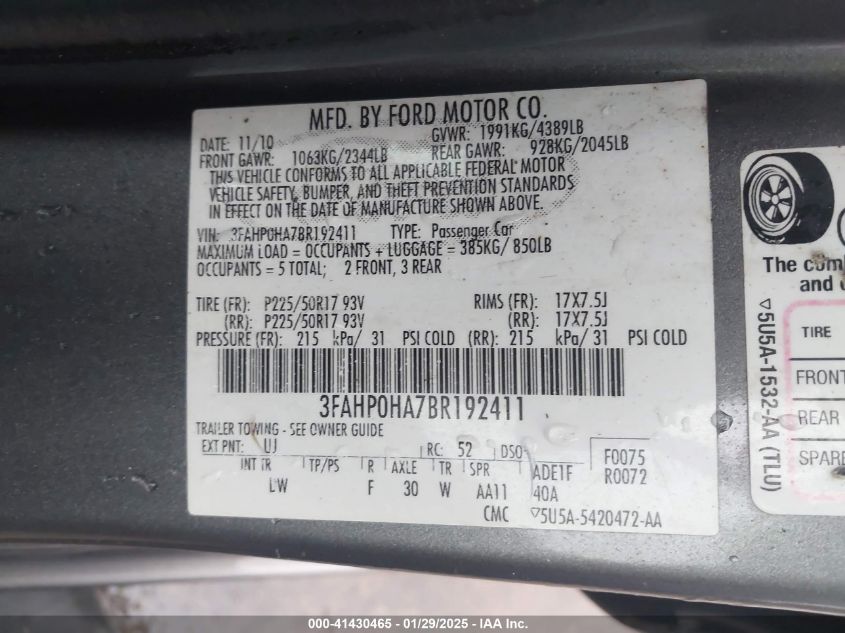 MFD. BY FORD MOTOR CO.
DATE: 11/10 GVWR: 1991KG/4389LB
FRONT GAWR: 1063KG/2344LB REAR GAWR: 928KG/2045LB
THIS VEHICLE CONFORMS TO ALL APPLICABLE FEDERAL MOTOR
VEHICLE SAFETY, BUMPER, AND THEFT PREVENTION STANDARDS
IN EFFECT ON THE DATE OF MANUFACTURE SHOWN ABOVE.
VIN: 3FAHP0HA7BR192411 TYPE: Passenger Car
MAXIMUM LOAD = OCCUPANTS + LUGGAGE = 385KG/ 850LB
OCCUPANTS = 5 TOTAL; 2 FRONT, 3 REAR
TIRE (FR): P225/50R17 93V RIMS (FR): 17X7.5J
(RR): P225/50R17 93V (RR): 17X7.5J
PRESSURE (FR): 215 kPa/ 31 PSI COLD (RR): 215 kPa/ 31 PSI COLD
3FAHP0HA7BR192411
TRAILER TOWING - SEE OWNER GUIDE
EXT PNT: UJ RC: 52 DSO: F0075
INT TR TP/PS R AXLE TR SPR ADE1F R0072
LW F 30 W AA11 40A
CMC ▽5U5A-5420472-AA
The
and
▽5U5A-1532-AA (TLU)
TIRE
FRONT
REAR
SPARE
000-41430465 - 01/29/2025 - IAA Inc.